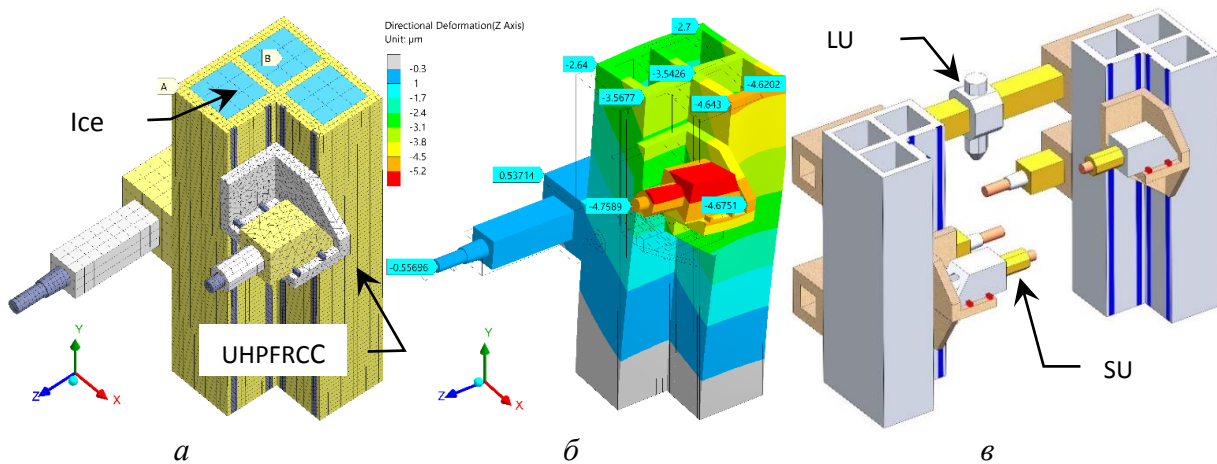 B
A
Ice
UHPFRCC
Y
Z
X
а
Directional Deformation(Z Axis)
Unit: µm
-0.3
-1
-1.7
-2.4
-3.1
-3.8
-4.5
-5.2
-2.7
-2.64
-3.5426
-4.6202
-3.5677
-4.643
0.53714
-4.7589
-4.6751
-0.55696
Y
Z
X
б
LU
SU
в